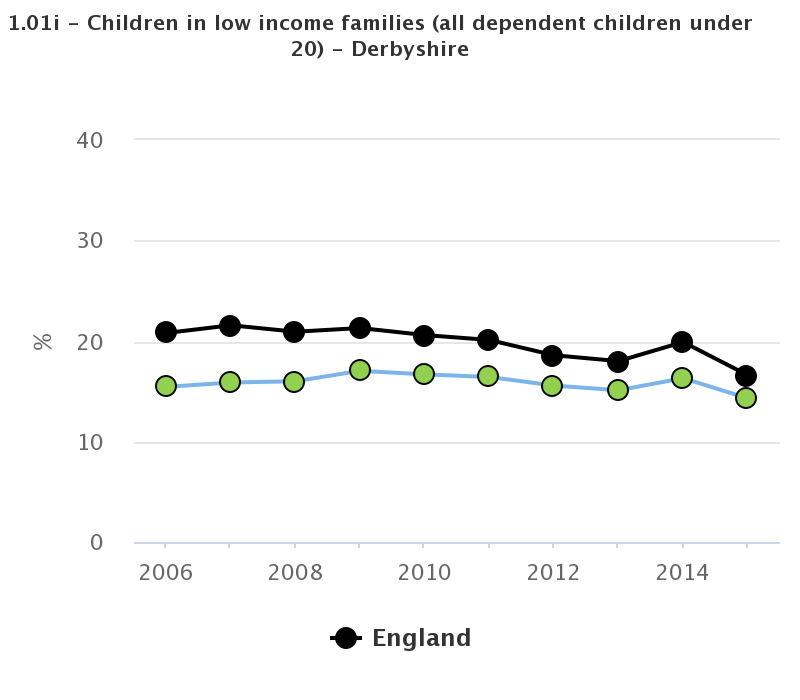 1.01i – Children in low income families (all dependent children under
20) – Derbyshire
40
30
%
20
10
0
2006 2008 2010 2012 2014
England